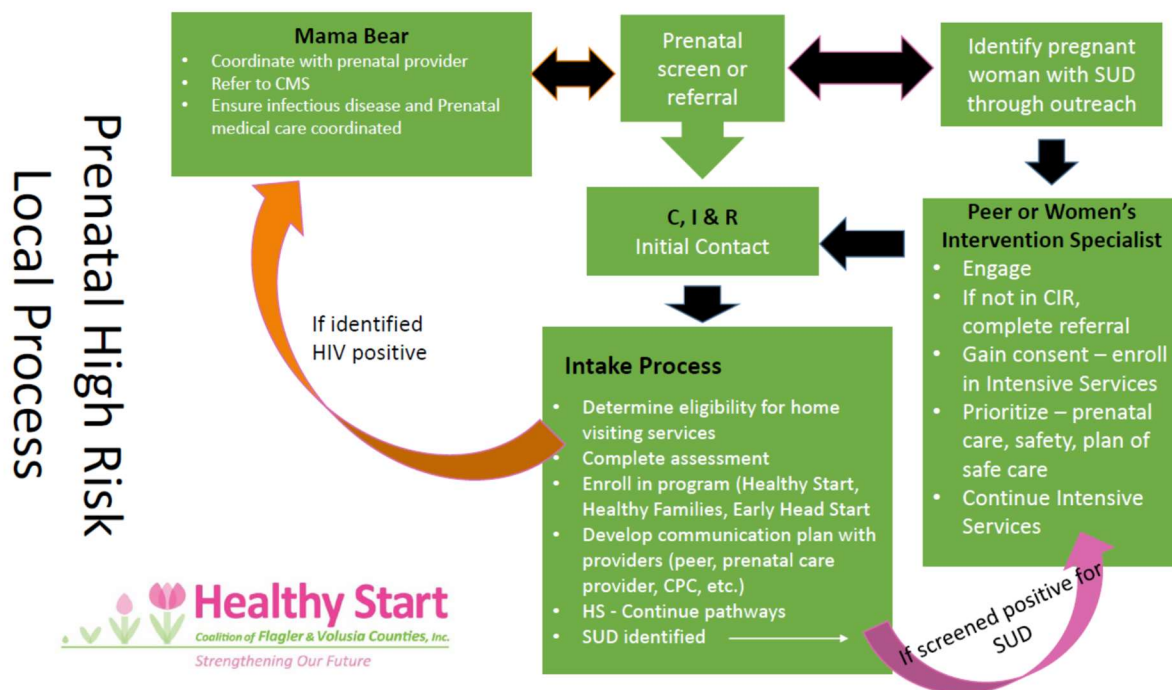 Prenatal High Risk
Local Process
Mama Bear
• Coordinate with prenatal provider
• Refer to CMS
• Ensure infectious disease and Prenatal
medical care coordinated
Prenatal
screen or
referral
Identify pregnant
woman with SUD
through outreach
C, I & R
Initial Contact
Peer or Women's
Intervention Specialist
• Engage
• If not in CIR,
complete referral
• Gain consent – enroll
in Intensive Services
• Prioritize – prenatal
care, safety, plan of
safe care
• Continue Intensive
Services
If identified
HIV positive
Intake Process
• Determine eligibility for home
visiting services
• Complete assessment
• Enroll in program (Healthy Start,
Healthy Families, Early Head Start
• Develop communication plan with
providers (peer, prenatal care
provider, CPC, etc.)
• HS - Continue pathways
• SUD identified
If screened positive for
SUD
Healthy Start
Coalition of Flagler & Volusia Counties, Inc.
Strengthening Our Future